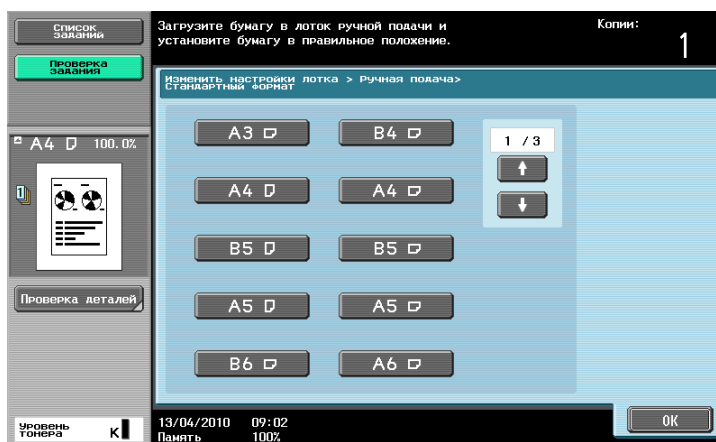 Список
заданий
Проверка
задания
A4 100.0%
1
Проверка деталей
Уровень
тонера K
Загрузите бумагу в лоток ручной подачи и
установите бумагу в правильное положение.
Копии:
1
Изменить настройки лотка > Ручная подача>
Стандартный формат
A3 B4
1 / 3
A4 A4
B5 B5
A5 A5
B6 A6
13/04/2010 09:02
Память 100%
OK